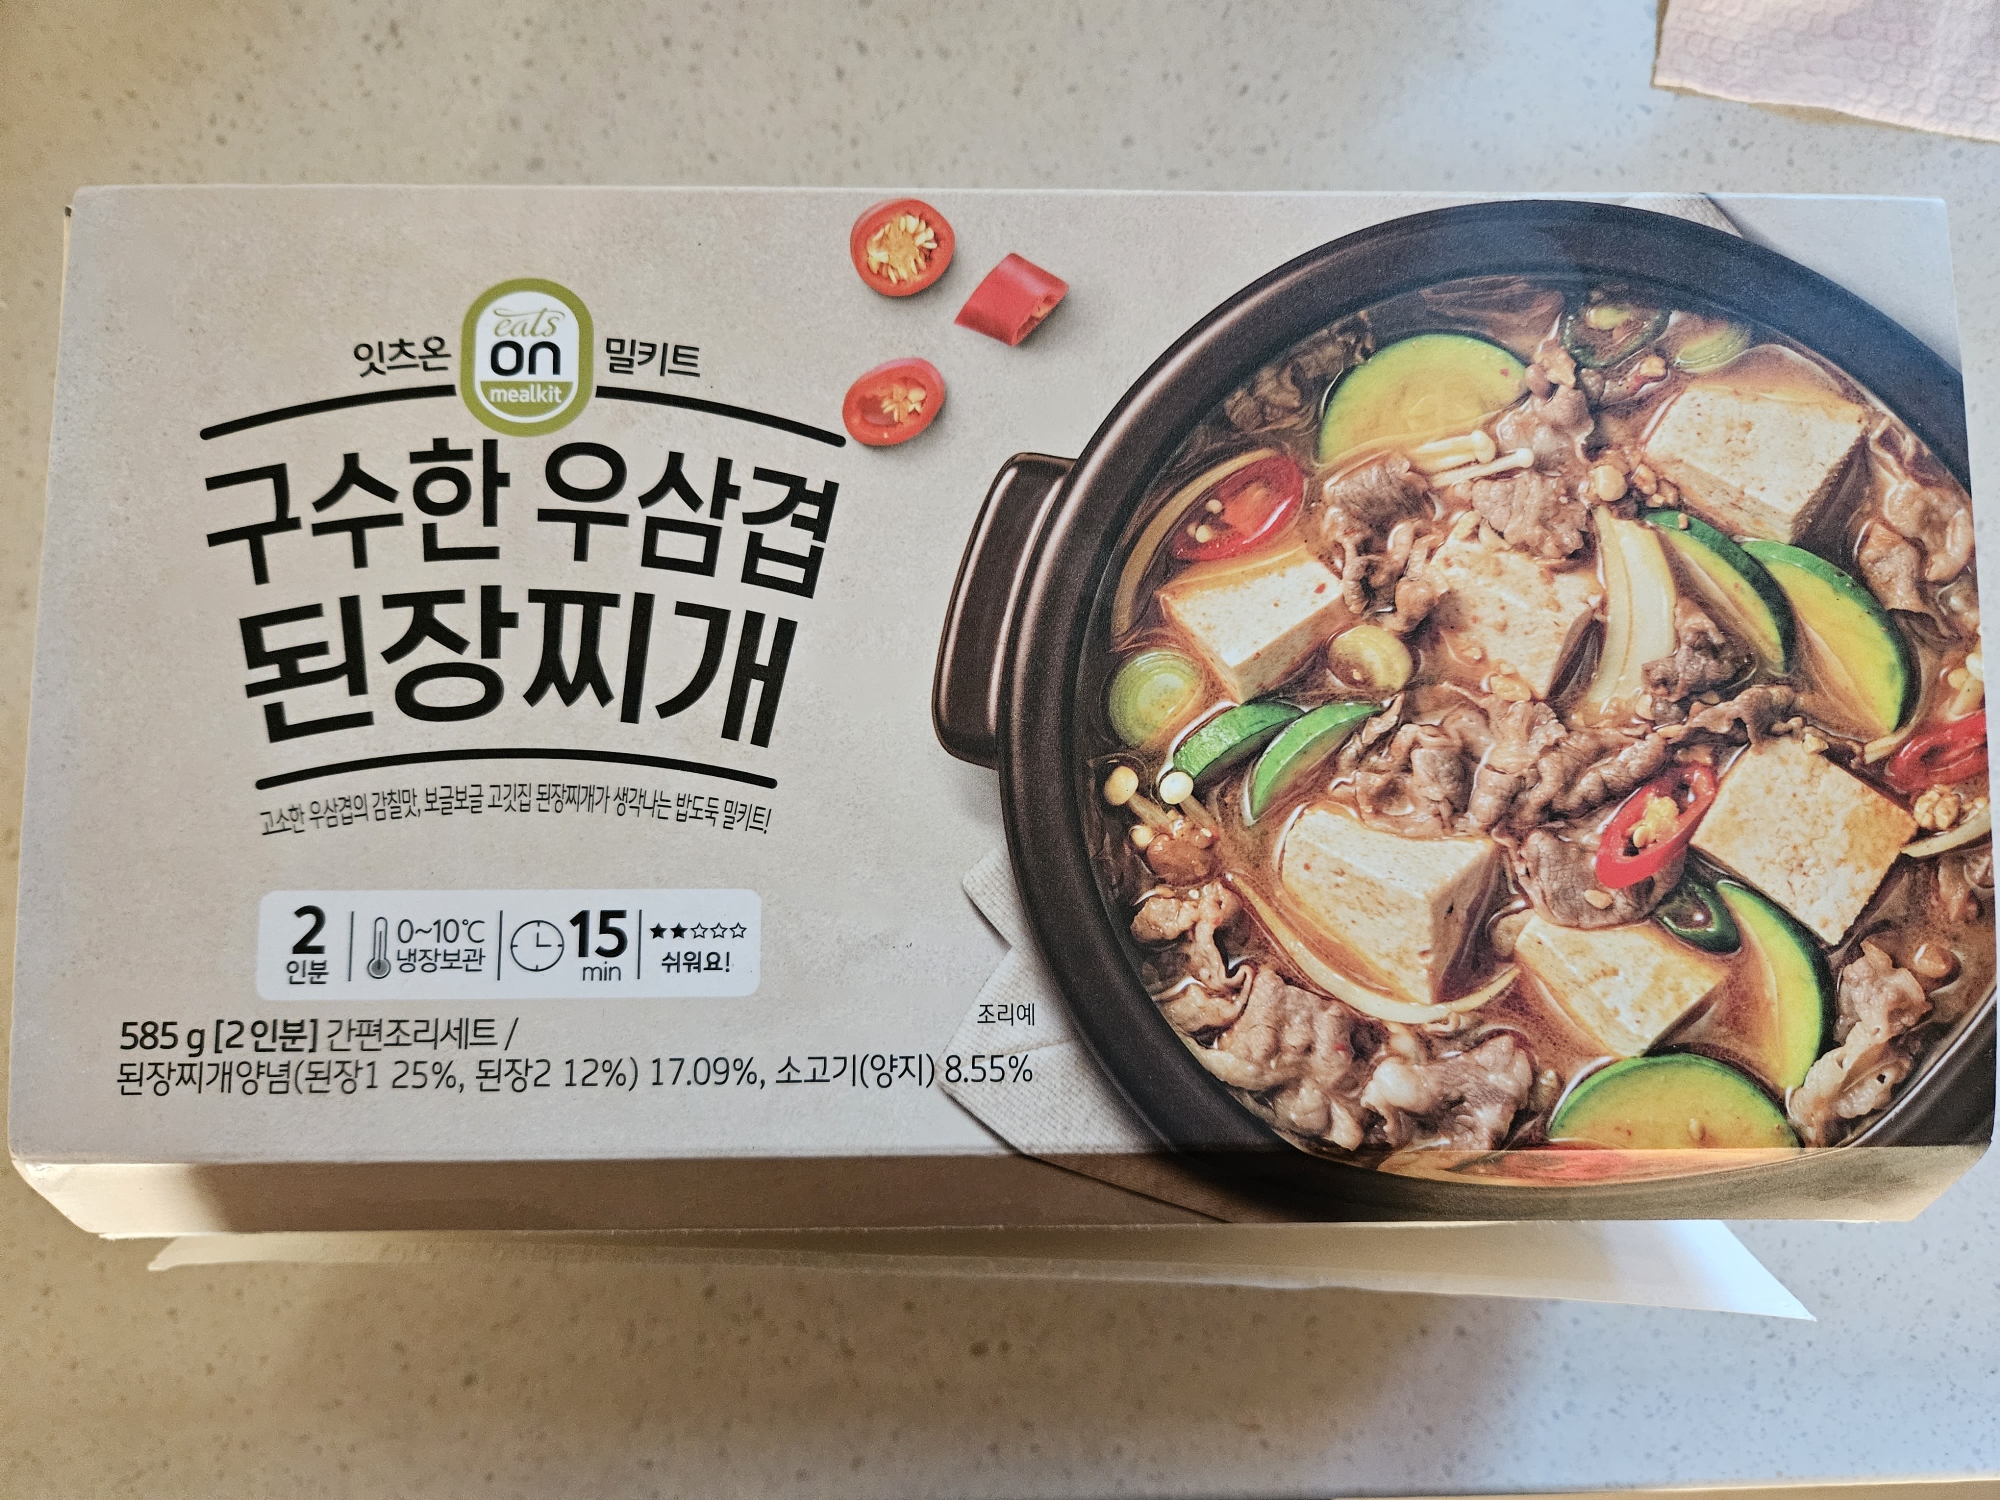 잇츠온
eats
on
mealkit
밀키트
구수한 우삼겹
된장찌개
고소한 우삼겹의 감칠맛, 보글보글 고깃집 된장찌개가 생각나는 밥도둑 밀키트!
2
인분
0~10℃
냉장보관
15
min
★★☆☆☆
쉬워요!
조리예
585 g [2인분] 간편조리세트 /
된장찌개양념(된장1 25%, 된장2 12%) 17.09%, 소고기(양지) 8.55%